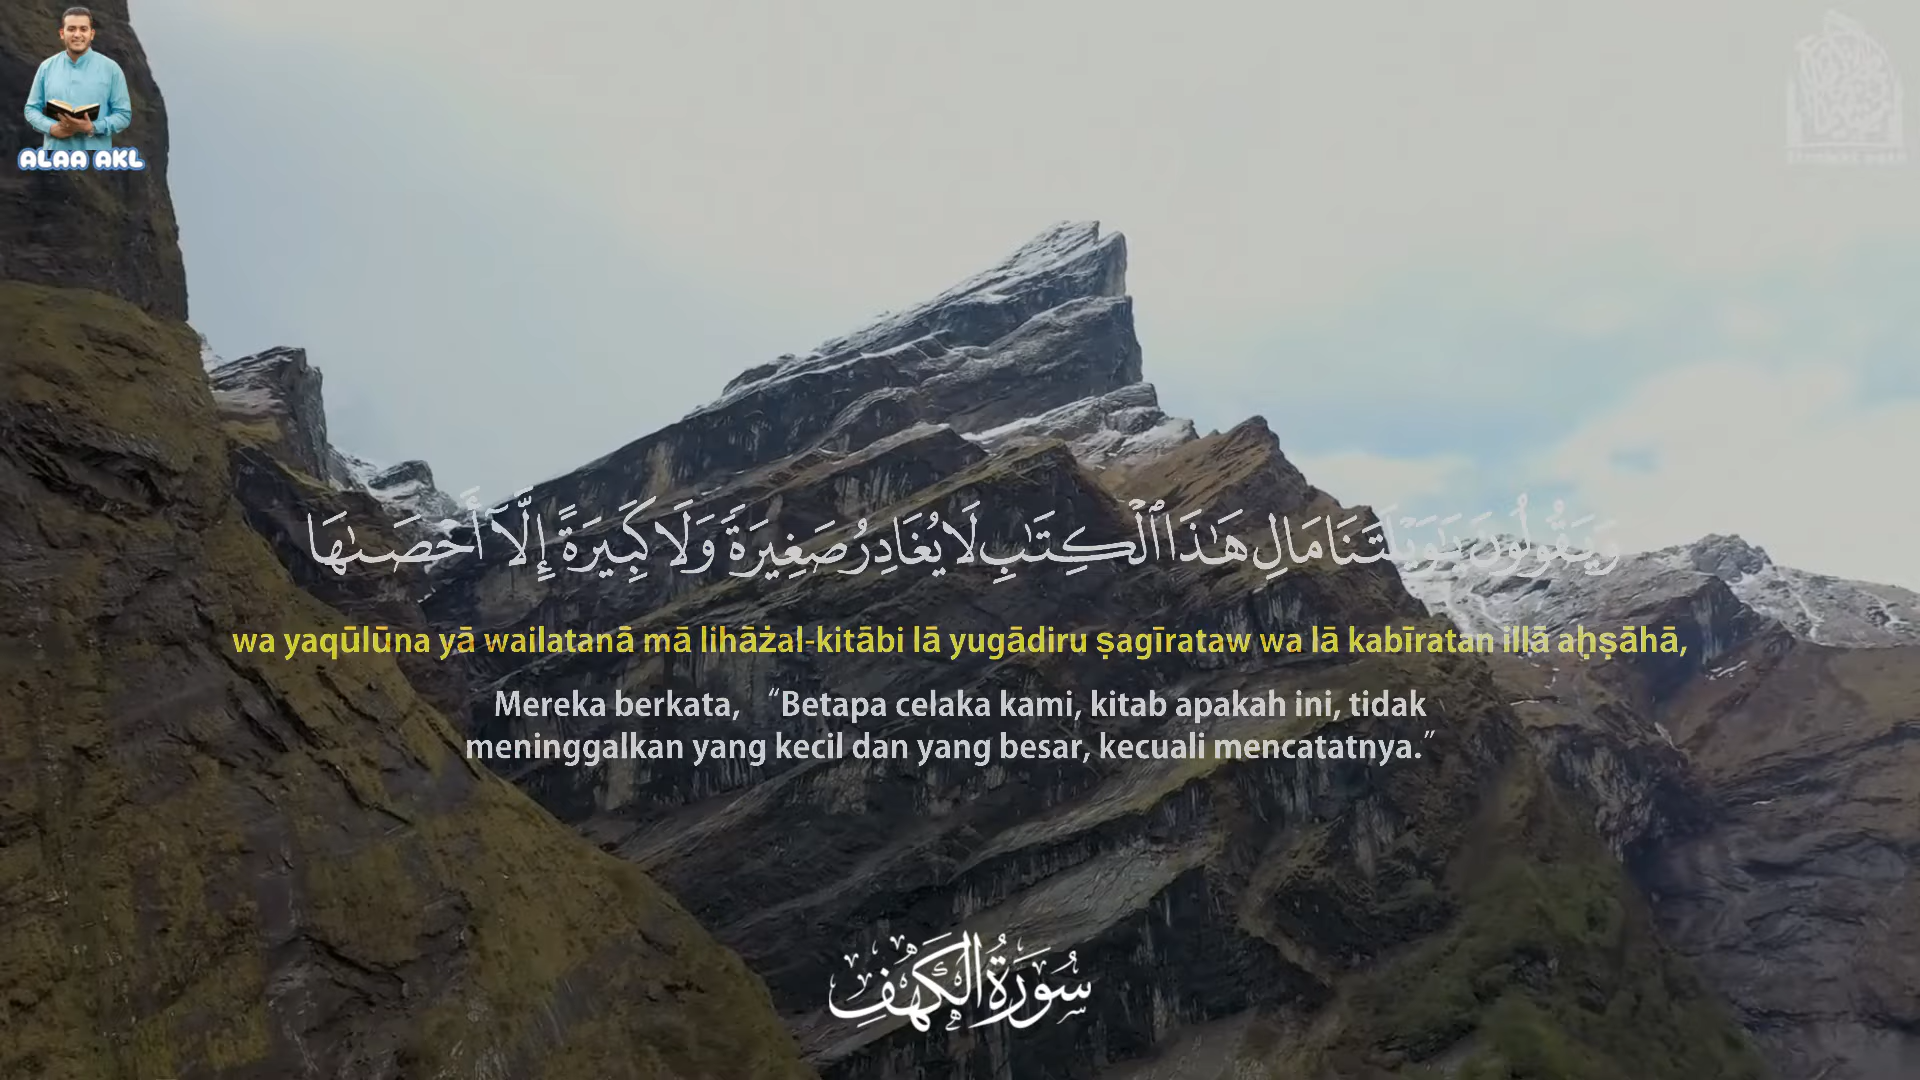 ALAA AKL
وَيَقُولُونَ يَـٰوَيْلَتَنَا مَالِ هَـٰذَا ٱلْكِتَـٰبِ لَا يُغَادِرُ صَغِيرَةً وَلَا كَبِيرَةً إِلَّآ أَحْصَىٰهَا
wa yaqūlūna yā wailatanā mā lihāżal-kitābi lā yugādiru ṣagīrataw wa lā kabīratan illā aḥṣāhā,
Mereka berkata, “Betapa celaka kami, kitab apakah ini, tidak
meninggalkan yang kecil dan yang besar, kecuali mencatatnya.”
سُورَةُ الْكَهْفِ